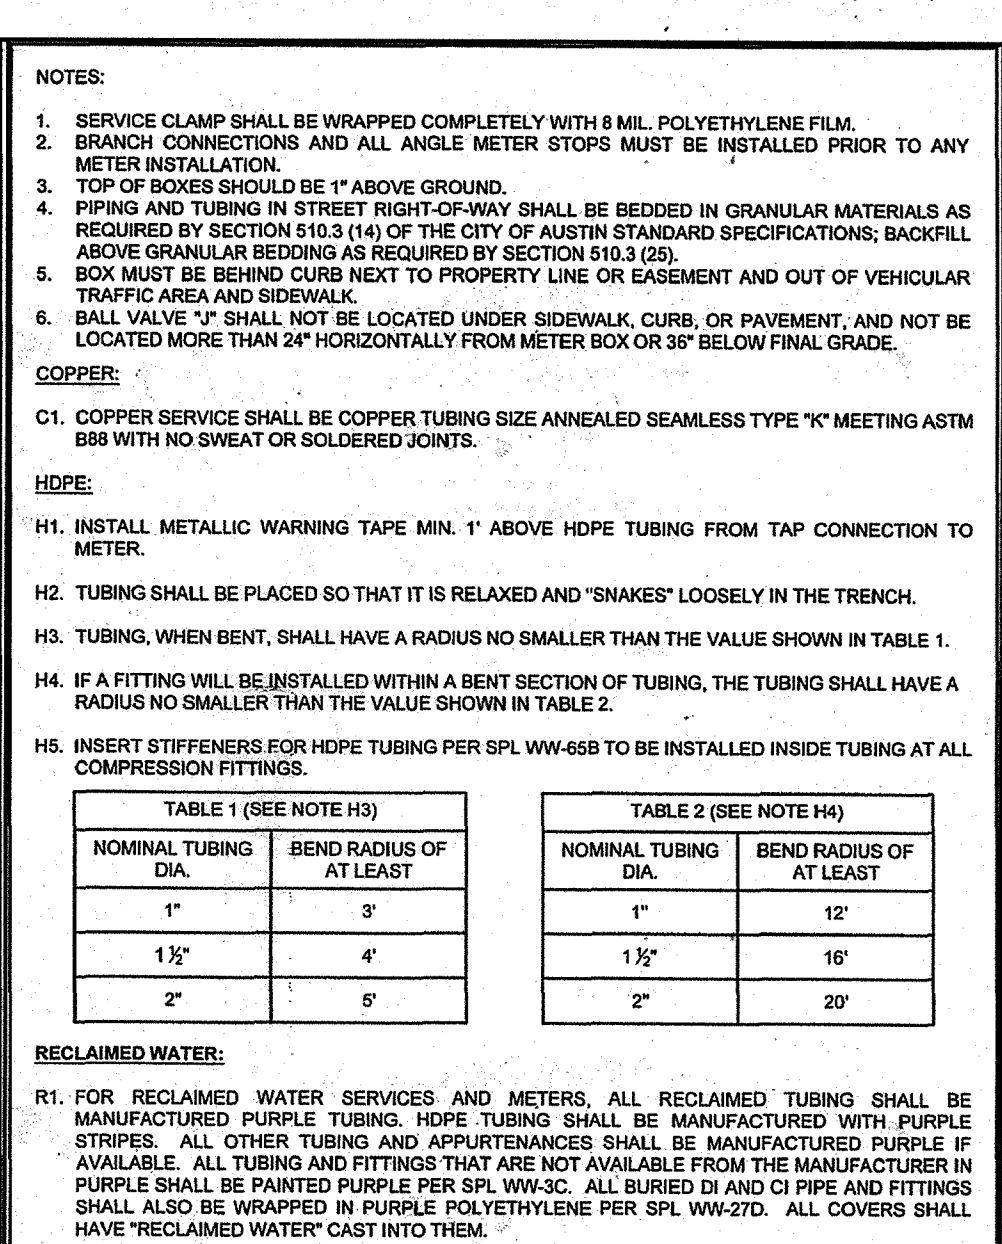 NOTES:
1. SERVICE CLAMP SHALL BE WRAPPED COMPLETELY WITH 8 MIL. POLYETHYLENE FILM.
2. BRANCH CONNECTIONS AND ALL ANGLE METER STOPS MUST BE INSTALLED PRIOR TO ANY
METER INSTALLATION.
3. TOP OF BOXES SHOULD BE 1" ABOVE GROUND.
4. PIPING AND TUBING IN STREET RIGHT-OF-WAY SHALL BE BEDDED IN GRANULAR MATERIALS AS
REQUIRED BY SECTION 510.3 (14) OF THE CITY OF AUSTIN STANDARD SPECIFICATIONS; BACKFILL
ABOVE GRANULAR BEDDING AS REQUIRED BY SECTION 510.3 (25).
5. BOX MUST BE BEHIND CURB NEXT TO PROPERTY LINE OR EASEMENT AND OUT OF VEHICULAR
TRAFFIC AREA AND SIDEWALK.
6. BALL VALVE "J" SHALL NOT BE LOCATED UNDER SIDEWALK, CURB, OR PAVEMENT, AND NOT BE
LOCATED MORE THAN 24" HORIZONTALLY FROM METER BOX OR 36" BELOW FINAL GRADE.
COPPER:
C1. COPPER SERVICE SHALL BE COPPER TUBING SIZE ANNEALED SEAMLESS TYPE "K" MEETING ASTM
B88 WITH NO SWEAT OR SOLDERED JOINTS.
HDPE:
H1. INSTALL METALLIC WARNING TAPE MIN. 1' ABOVE HDPE TUBING FROM TAP CONNECTION TO
METER.
H2. TUBING SHALL BE PLACED SO THAT IT IS RELAXED AND "SNAKES" LOOSELY IN THE TRENCH.
H3. TUBING, WHEN BENT, SHALL HAVE A RADIUS NO SMALLER THAN THE VALUE SHOWN IN TABLE 1.
H4. IF A FITTING WILL BE INSTALLED WITHIN A BENT SECTION OF TUBING, THE TUBING SHALL HAVE A
RADIUS NO SMALLER THAN THE VALUE SHOWN IN TABLE 2.
H5. INSERT STIFFENERS FOR HDPE TUBING PER SPL WW-65B TO BE INSTALLED INSIDE TUBING AT ALL
COMPRESSION FITTINGS.
TABLE 1 (SEE NOTE H3)
NOMINAL TUBING DIA. BEND RADIUS OF AT LEAST
1" 3'
1 ½" 4'
2" 5'
TABLE 2 (SEE NOTE H4)
NOMINAL TUBING DIA. BEND RADIUS OF AT LEAST
1" 12'
1 ½" 16'
2" 20'
RECLAIMED WATER:
R1. FOR RECLAIMED WATER SERVICES AND METERS, ALL RECLAIMED TUBING SHALL BE
MANUFACTURED PURPLE TUBING. HDPE TUBING SHALL BE MANUFACTURED WITH PURPLE
STRIPES. ALL OTHER TUBING AND APPURTENANCES SHALL BE MANUFACTURED PURPLE IF
AVAILABLE. ALL TUBING AND FITTINGS THAT ARE NOT AVAILABLE FROM THE MANUFACTURER IN
PURPLE SHALL BE PAINTED PURPLE PER SPL WW-3C. ALL BURIED DI AND CI PIPE AND FITTINGS
SHALL ALSO BE WRAPPED IN PURPLE POLYETHYLENE PER SPL WW-27D. ALL COVERS SHALL
HAVE "RECLAIMED WATER" CAST INTO THEM.